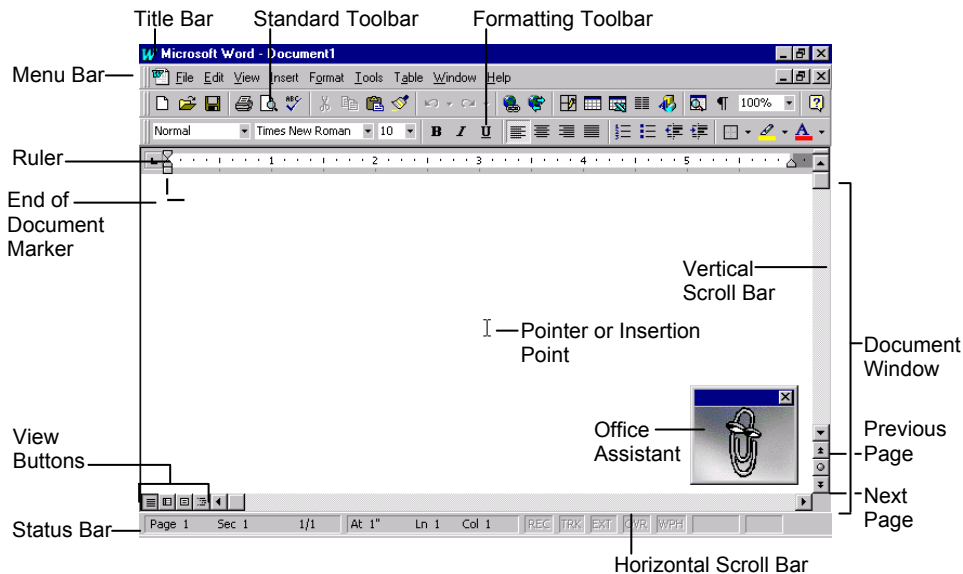 Title Bar Standard Toolbar Formatting Toolbar
Microsoft Word - Document1
Menu Bar
File Edit View Insert Format Tools Table Window Help
ABC
100%
Normal Times New Roman 10 B I U
A
Ruler
1 2 3 4 5
End of
Document
Marker
Vertical
Scroll Bar
Pointer or Insertion
Point
Document
Window
Office
Assistant
Previous
Page
View
Buttons
Next
Page
Status Bar
Page 1 Sec 1 1/1 At 1" Ln 1 Col 1 REC TRK EXT OVR WPH
Horizontal Scroll Bar